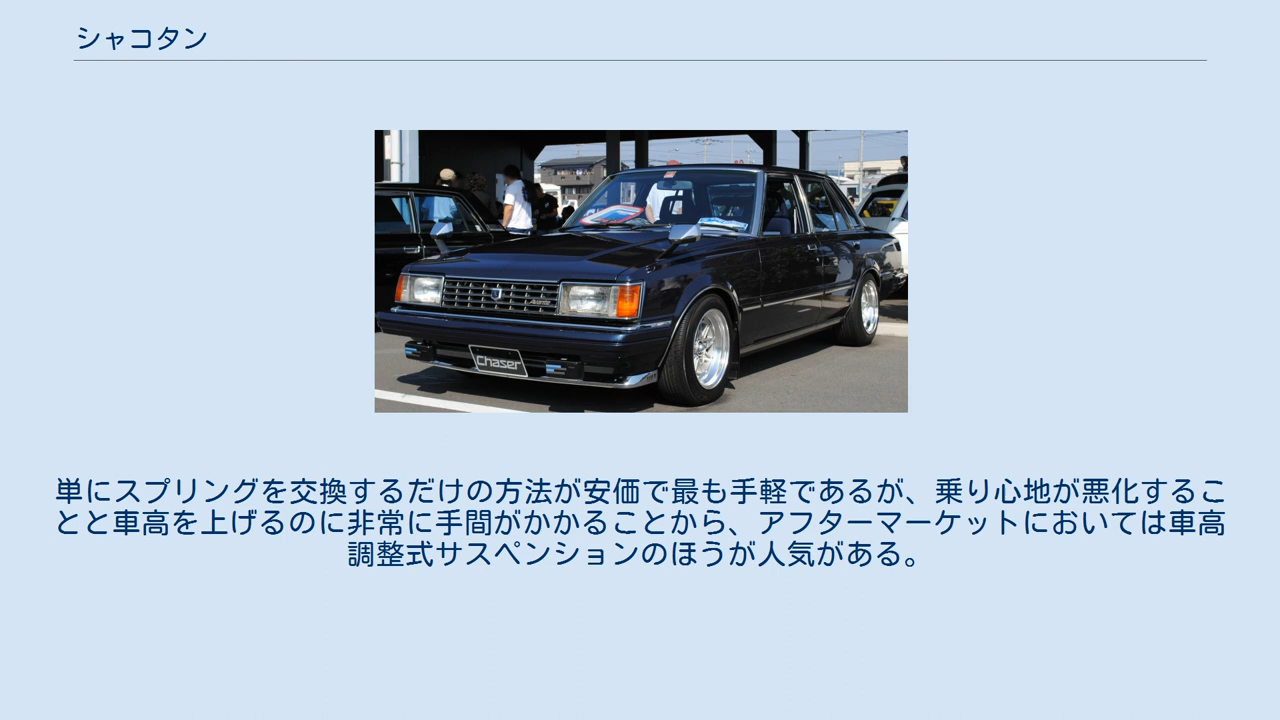 シャコタン
Avante
Chaser
単にスプリングを交換するだけの方法が安価で最も手軽であるが、乗り心地が悪化するこ
とと車高を上げるのに非常に手間がかかることから、アフターマーケットにおいては車高
調整式サスペンションのほうが人気がある。